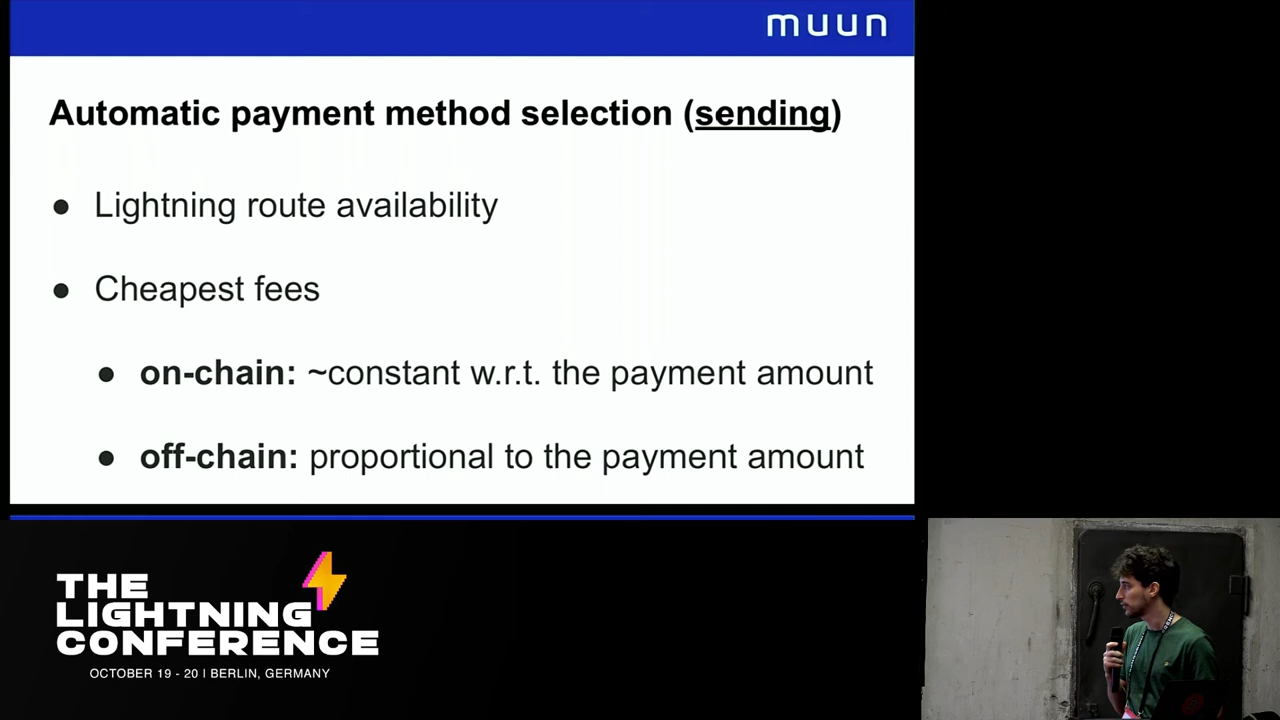 muun
Automatic payment method selection (sending)
● Lightning route availability
● Cheapest fees
● on-chain: ~constant w.r.t. the payment amount
● off-chain: proportional to the payment amount
THE
LIGHTNING
CONFERENCE
OCTOBER 19 - 20 | BERLIN, GERMANY